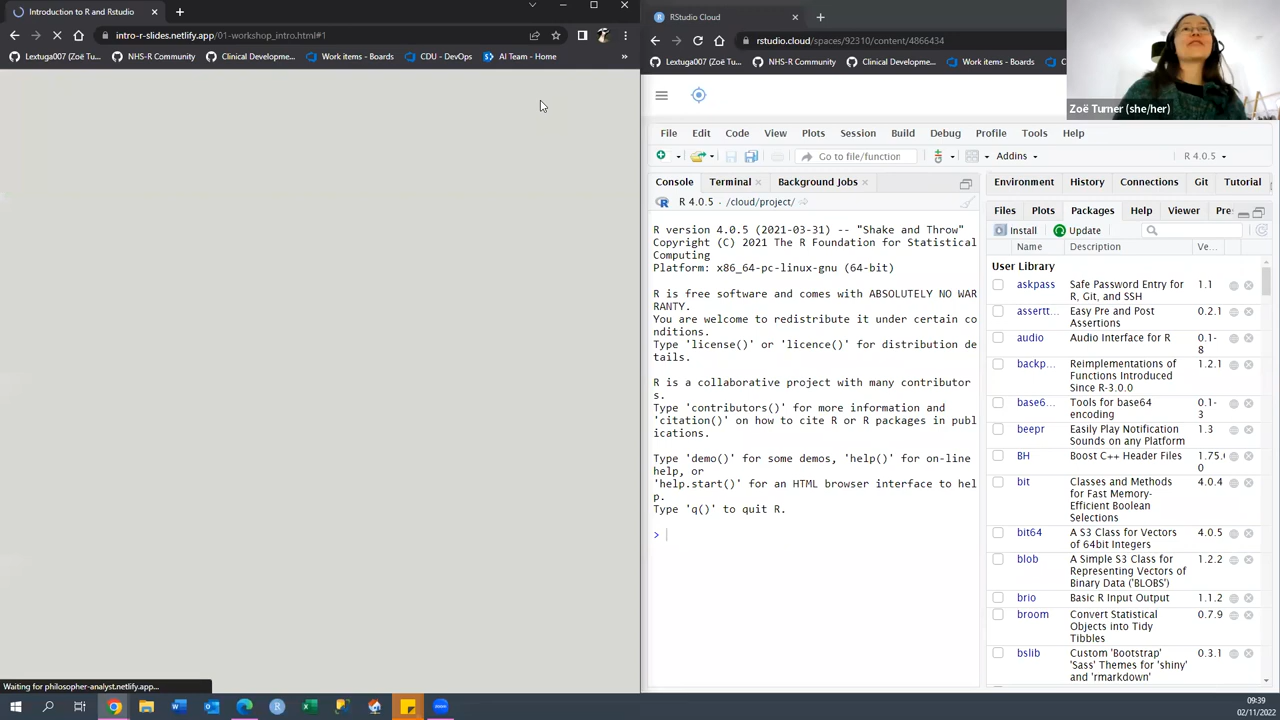 Introduction to R and Rstudio
intro-r-slides.netlify.app/01-workshop_intro.html#1
Lextuga007 (Zoë Tu...
NHS-R Community
Clinical Developme...
Work items - Boards
CDU - DevOps
AI Team - Home
»
Waiting for philosopher-analyst.netlify.app...
RStudio Cloud
rstudio.cloud/spaces/92310/content/4866434
Lextuga007 (Zoë Tu...
NHS-R Community
Clinical Developme...
Work items - Boards
Zoë Turner (she/her)
File Edit Code View Plots Session Build Debug Profile Tools Help
Go to file/function
Addins
R 4.0.5
Console Terminal Background Jobs
R 4.0.5 · /cloud/project/
R version 4.0.5 (2021-03-31) -- "Shake and Throw"
Copyright (C) 2021 The R Foundation for Statistical
Computing
Platform: x86_64-pc-linux-gnu (64-bit)
R is free software and comes with ABSOLUTELY NO WAR
RANTY.
You are welcome to redistribute it under certain co
nditions.
Type 'license()' or 'licence()' for distribution de
tails.
R is a collaborative project with many contributor
s.
Type 'contributors()' for more information and
'citation()' on how to cite R or R packages in publ
ications.
Type 'demo()' for some demos, 'help()' for on-line
help, or
'help.start()' for an HTML browser interface to hel
p.
Type 'q()' to quit R.
>
Environment History Connections Git Tutorial
Files Plots Packages Help Viewer Pre:
Install Update
Name Description Ve...
User Library
askpass Safe Password Entry for 1.1
R, Git, and SSH
assertt... Easy Pre and Post 0.2.1
Assertions
audio Audio Interface for R 0.1-
8
backp... Reimplementations of 1.2.1
Functions Introduced
Since R-3.0.0
base6... Tools for base64 0.1-
encoding 3
beepr Easily Play Notification 1.3
Sounds on any Platform
BH Boost C++ Header Files 1.75.0
0
bit Classes and Methods 4.0.4
for Fast Memory-
Efficient Boolean
Selections
bit64 A S3 Class for Vectors 4.0.5
of 64bit Integers
blob A Simple S3 Class for 1.2.2
Representing Vectors of
Binary Data ('BLOBS')
brio Basic R Input Output 1.1.2
broom Convert Statistical 0.7.9
Objects into Tidy
Tibbles
bslib Custom 'Bootstrap' 0.3.1
'Sass' Themes for 'shiny'
and 'rmarkdown'
09:39
02/11/2022